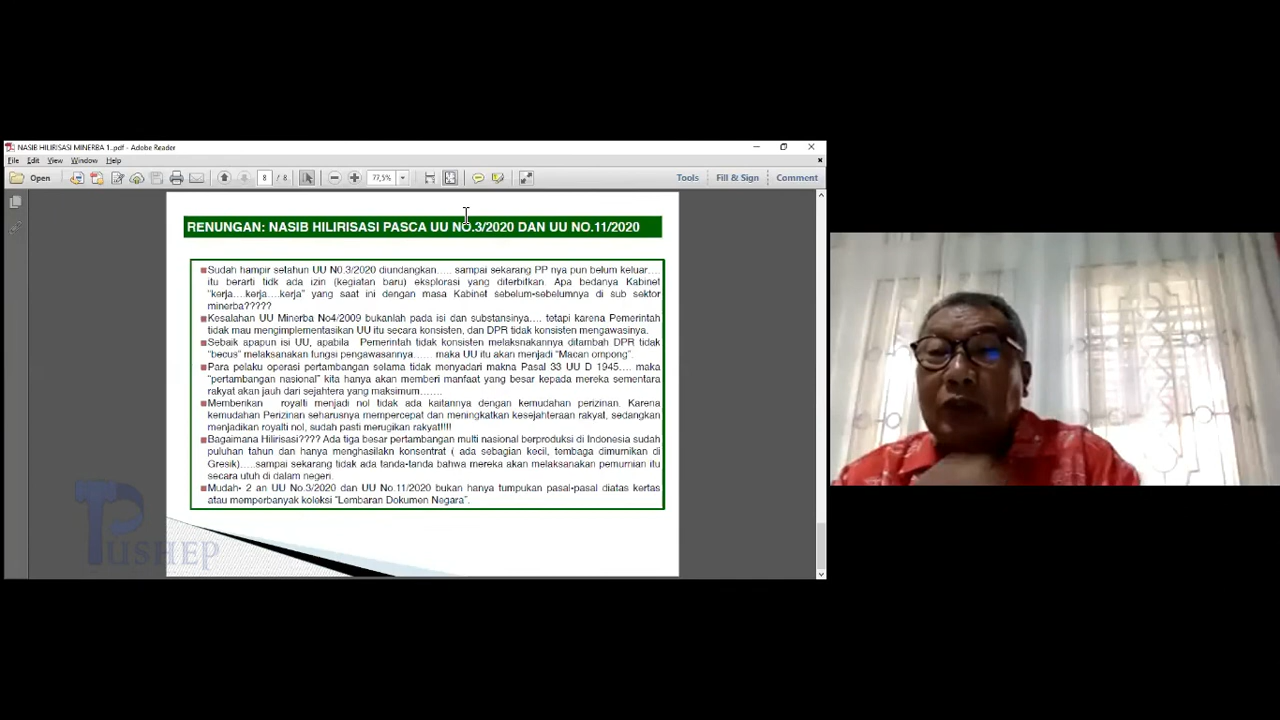 NASIB HILIRISASI MINERBA 1..pdf - Adobe Reader
File Edit View Window Help
Open 8 / 8 77,5% Tools Fill & Sign Comment
RENUNGAN: NASIB HILIRISASI PASCA UU NO.3/2020 DAN UU NO.11/2020
Sudah hampir setahun UU N0.3/2020 diundangkan..... sampai sekarang PP nya pun belum keluar....
itu berarti tidk ada izin (kegiatan baru) eksplorasi yang diterbitkan. Apa bedanya Kabinet
"kerja....kerja....kerja" yang saat ini dengan masa Kabinet sebelum-sebelumnya di sub sektor
minerba?????
Kesalahan UU Minerba No4/2009 bukanlah pada isi dan substansinya.... tetapi karena Pemerintah
tidak mau mengimplementasikan UU itu secara konsisten, dan DPR tidak konsisten mengawasinya.
Sebaik apapun isi UU, apabila Pemerintah tidak konsisten melaksnakannya ditambah DPR tidak
"becus" melaksanakan fungsi pengawasannya...... maka UU itu akan menjadi "Macan ompong".
Para pelaku operasi pertambangan selama tidak menyadari makna Pasal 33 UU D 1945.... maka
"pertambangan nasional" kita hanya akan memberi manfaat yang besar kepada mereka sementara
rakyat akan jauh dari sejahtera yang maksimum.......
Memberikan royalti menjadi nol tidak ada kaitannya dengan kemudahan perizinan. Karena
kemudahan Perizinan seharusnya mempercepat dan meningkatkan kesejahteraan rakyat, sedangkan
menjadikan royalti nol, sudah pasti merugikan rakyat!!!!
Bagaimana Hilirisasi???? Ada tiga besar pertambangan multi nasional berproduksi di Indonesia sudah
puluhan tahun dan hanya menghasilakn konsentrat ( ada sebagian kecil, tembaga dimurnikan di
Gresik).....sampai sekarang tidak ada tanda-tanda bahwa mereka akan melaksanakan pemurnian itu
secara utuh di dalam negeri.
Mudah- 2 an UU No.3/2020 dan UU No.11/2020 bukan hanya tumpukan pasal-pasal diatas kertas
atau memperbanyak koleksi "Lembaran Dokumen Negara".
PUSHEP